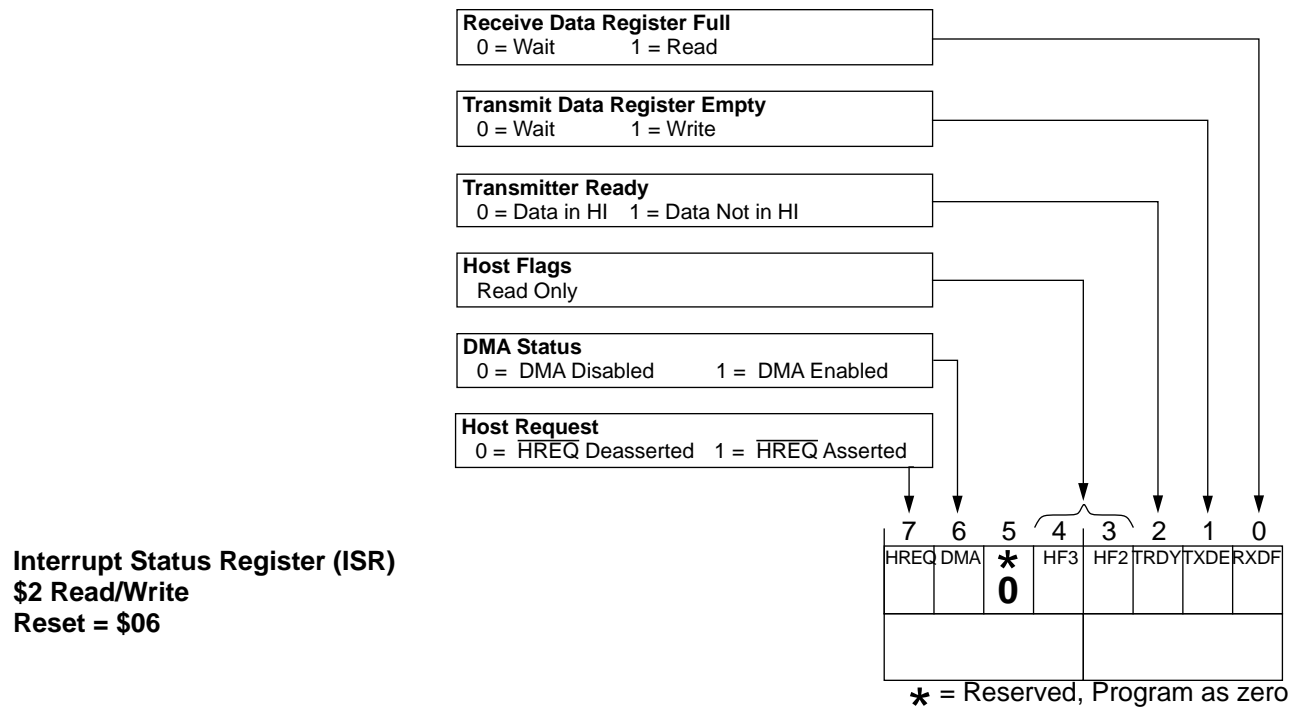 Receive Data Register Full
0 = Wait 1 = Read
Transmit Data Register Empty
0 = Wait 1 = Write
Transmitter Ready
0 = Data in HI 1 = Data Not in HI
Host Flags
Read Only
DMA Status
0 = DMA Disabled 1 = DMA Enabled
Host Request
0 = HREQ Deasserted 1 = HREQ Asserted
7 6 5 4 3 2 1 0
HREQ DMA * HF3 HF2 TRDY TXDE RXDF
0
Interrupt Status Register (ISR)
$2 Read/Write
Reset = $06
* = Reserved, Program as zero